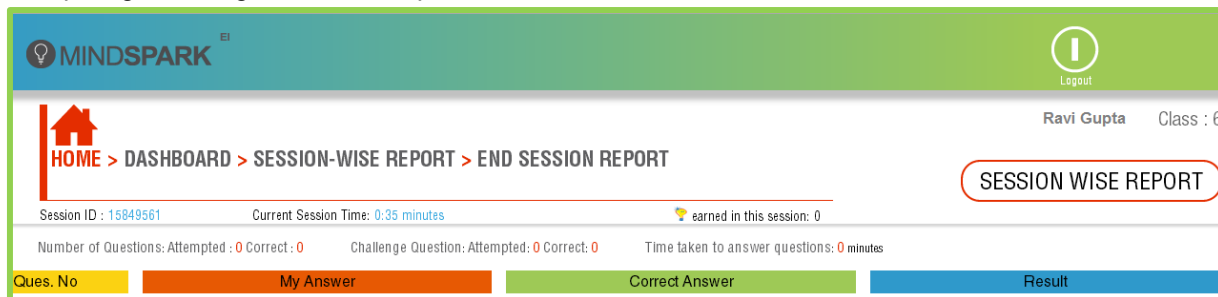 MINDSPARK EI
Logout
Ravi Gupta Class : 6
HOME > DASHBOARD > SESSION-WISE REPORT > END SESSION REPORT
SESSION WISE REPORT
Session ID : 15849561 Current Session Time: 0:35 minutes earned in this session: 0
Number of Questions: Attempted : 0 Correct : 0 Challenge Question: Attempted: 0 Correct: 0 Time taken to answer questions: 0 minutes
Ques. No My Answer Correct Answer Result